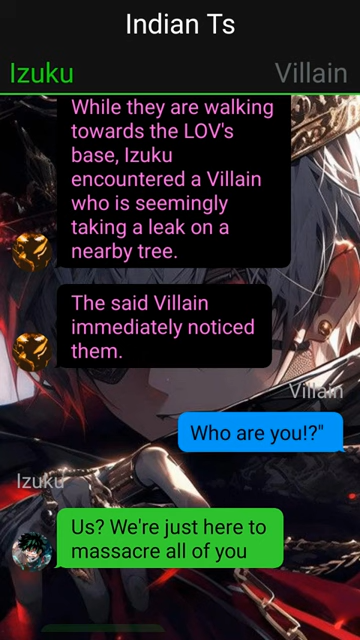 Indian Ts
Izuku
Villain
While they are walking
towards the LOV's
base, Izuku
encountered a Villain
who is seemingly
taking a leak on a
nearby tree.
The said Villain
immediately noticed
them.
Villain
Who are you!?"
Izuku
Us? We're just here to
massacre all of you